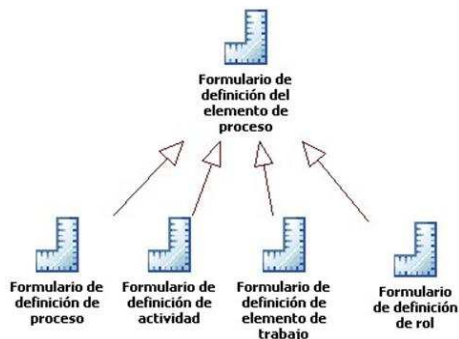 Formulario de
definición del
elemento de
proceso
Formulario de
definición de
proceso
Formulario de
definición de
actividad
Formulario de
definición de
elemento de
trabajo
Formulario
de definición
de rol